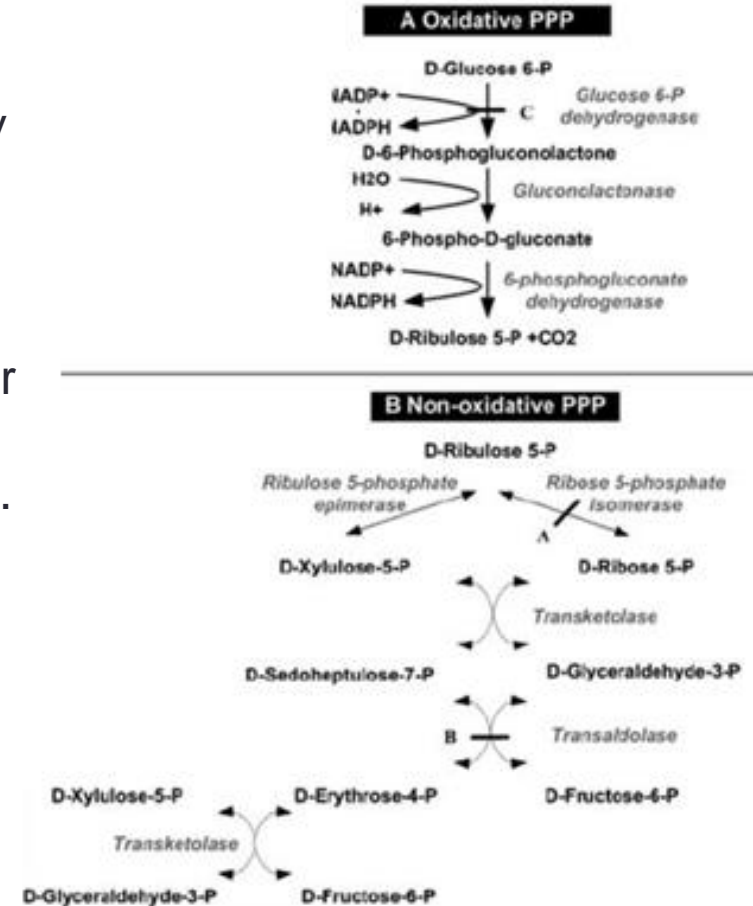 A Oxidative PPP
D-Glucose 6-P
NADP+
NADPH
C
Glucose 6-P
dehydrogenase
D-6-Phosphogluconolactone
H2O
H+
Gluconolactonase
6-Phospho-D-gluconate
NADP+
NADPH
6-phosphogluconate
dehydrogenase
D-Ribulose 5-P +CO2
r
B Non-oxidative PPP
D-Ribulose 5-P
Ribulose 5-phosphate
epimerase
Ribose 5-phosphate
isomerase
A
.
D-Xylulose-5-P
D-Ribose 5-P
Transketolase
D-Sedoheptulose-7-P
D-Glyceraldehyde-3-P
B
Transaldolase
D-Xylulose-5-P
D-Erythrose-4-P
D-Fructose-6-P
Transketolase
D-Glyceraldehyde-3-P
D-Fructose-6-P